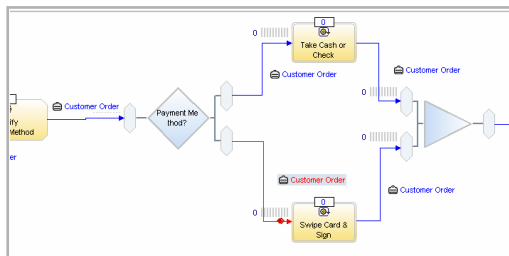 0
0
Take Cash or
Check
Customer Order
Customer Order
Customer Order
0
ify
Method
Payment Me
thod?
er
0
Customer Order
0
0
Swipe Card &
Sign
Customer Order